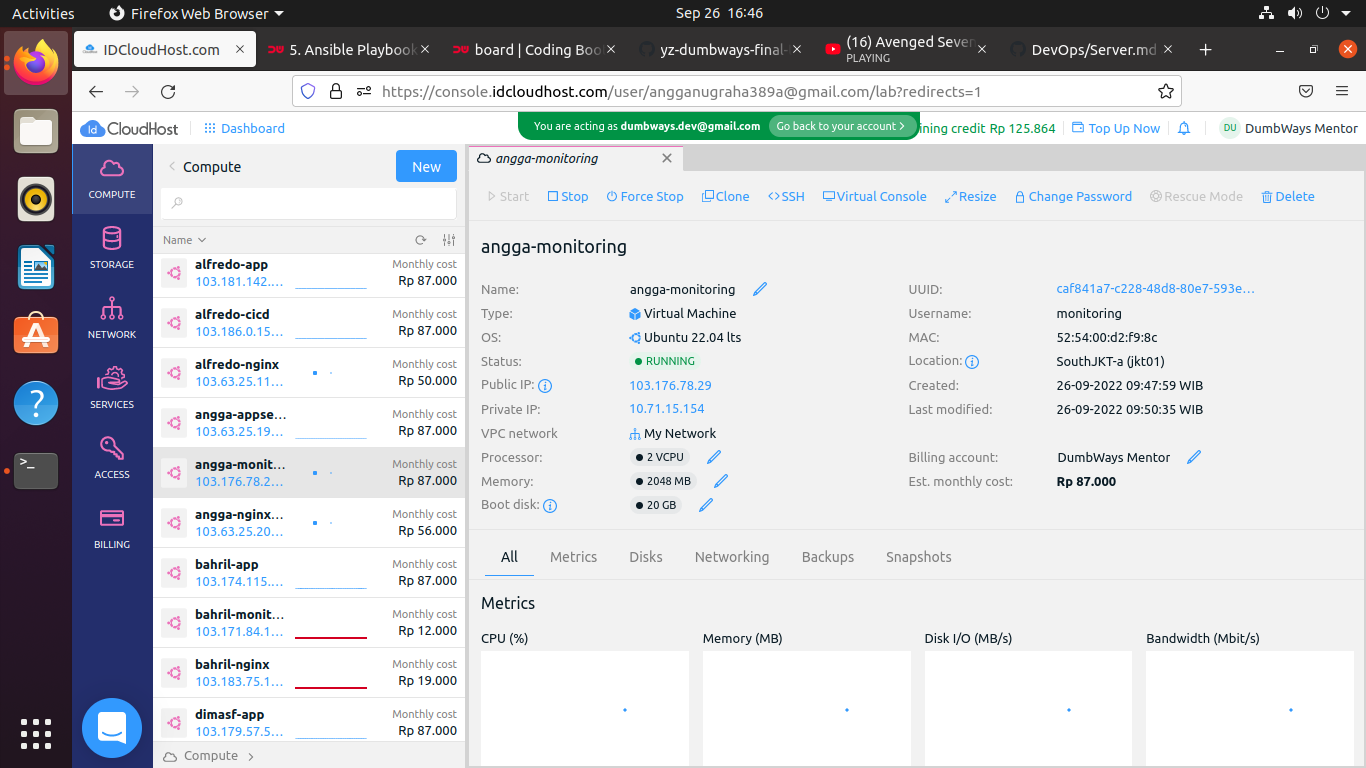 Activities
Firefox Web Browser
Sep 26 16:46
IDCloudHost.com
5. Ansible Playbook
board | Coding Boo
yz-dumbways-final-
(16) Avenged Seven
PLAYING
DevOps/Server.md
https://console.idcloudhost.com/user/angganugraha389a@gmail.com/lab?redirects=1
Id CloudHost
Dashboard
You are acting as dumbways.dev@gmail.com
Go back to your account
ining credit Rp 125.864
Top Up Now
DU
DumbWays Mentor
COMPUTE
STORAGE
NETWORK
SERVICES
ACCESS
BILLING
Compute
New
Name
alfredo-app
Monthly cost
103.181.142....
Rp 87.000
alfredo-cicd
Monthly cost
103.186.0.15...
Rp 87.000
alfredo-nginx
Monthly cost
103.63.25.11...
Rp 50.000
angga-appse...
Monthly cost
103.63.25.19...
Rp 87.000
angga-monit...
Monthly cost
103.176.78.2...
Rp 87.000
angga-nginx...
Monthly cost
103.63.25.20...
Rp 56.000
bahril-app
Monthly cost
103.174.115....
Rp 87.000
bahril-monit...
Monthly cost
103.171.84.1...
Rp 12.000
bahril-nginx
Monthly cost
103.183.75.1...
Rp 19.000
dimasf-app
Monthly cost
103.179.57.5...
Rp 87.000
Compute
angga-monitoring
Start
Stop
Force Stop
Clone
SSH
Virtual Console
Resize
Change Password
Rescue Mode
Delete
angga-monitoring
Name: angga-monitoring
Type: Virtual Machine
OS: Ubuntu 22.04 lts
Status: RUNNING
Public IP: 103.176.78.29
Private IP: 10.71.15.154
VPC network My Network
Processor: 2 VCPU
Memory: 2048 MB
Boot disk: 20 GB
UUID: caf841a7-c228-48d8-80e7-593e...
Username: monitoring
MAC: 52:54:00:d2:f9:8c
Location: SouthJKT-a (jkt01)
Created: 26-09-2022 09:47:59 WIB
Last modified: 26-09-2022 09:50:35 WIB
Billing account: DumbWays Mentor
Est. monthly cost: Rp 87.000
All
Metrics
Disks
Networking
Backups
Snapshots
Metrics
CPU (%)
Memory (MB)
Disk I/O (MB/s)
Bandwidth (Mbit/s)